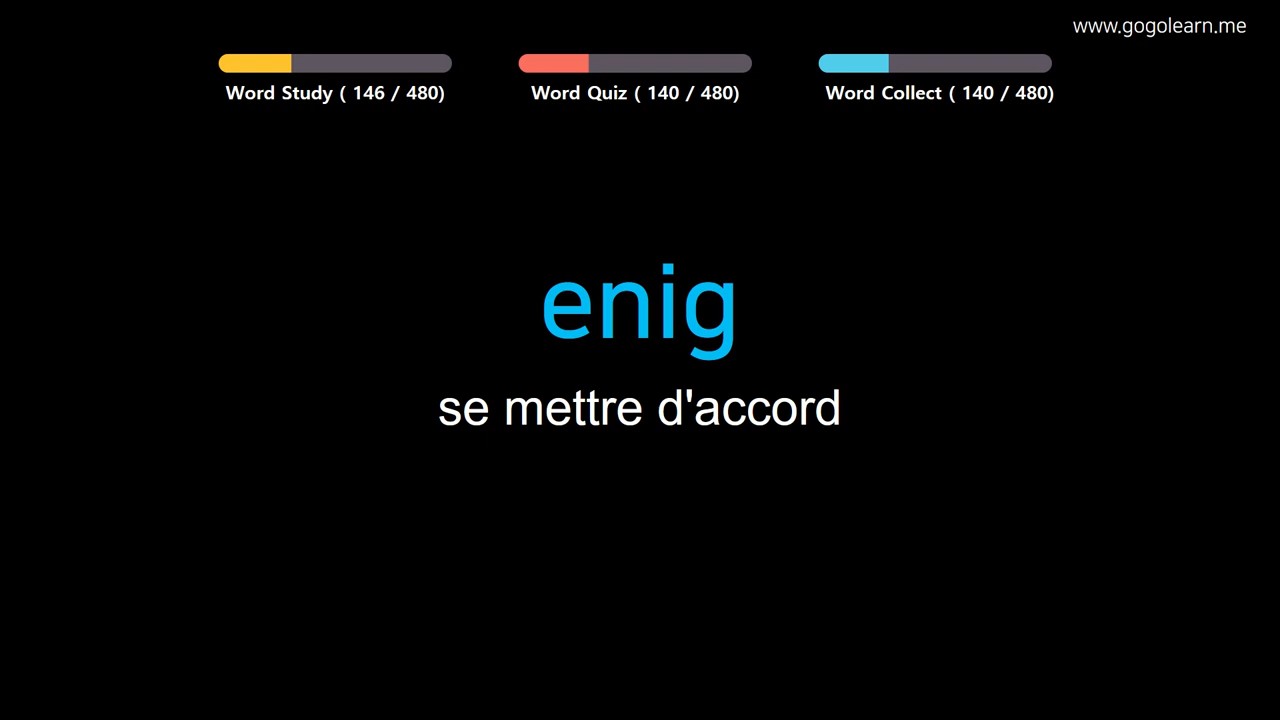 www.gogolearn.me
Word Study ( 146 / 480)
Word Quiz ( 140 / 480)
Word Collect ( 140 / 480)
enig
se mettre d'accord